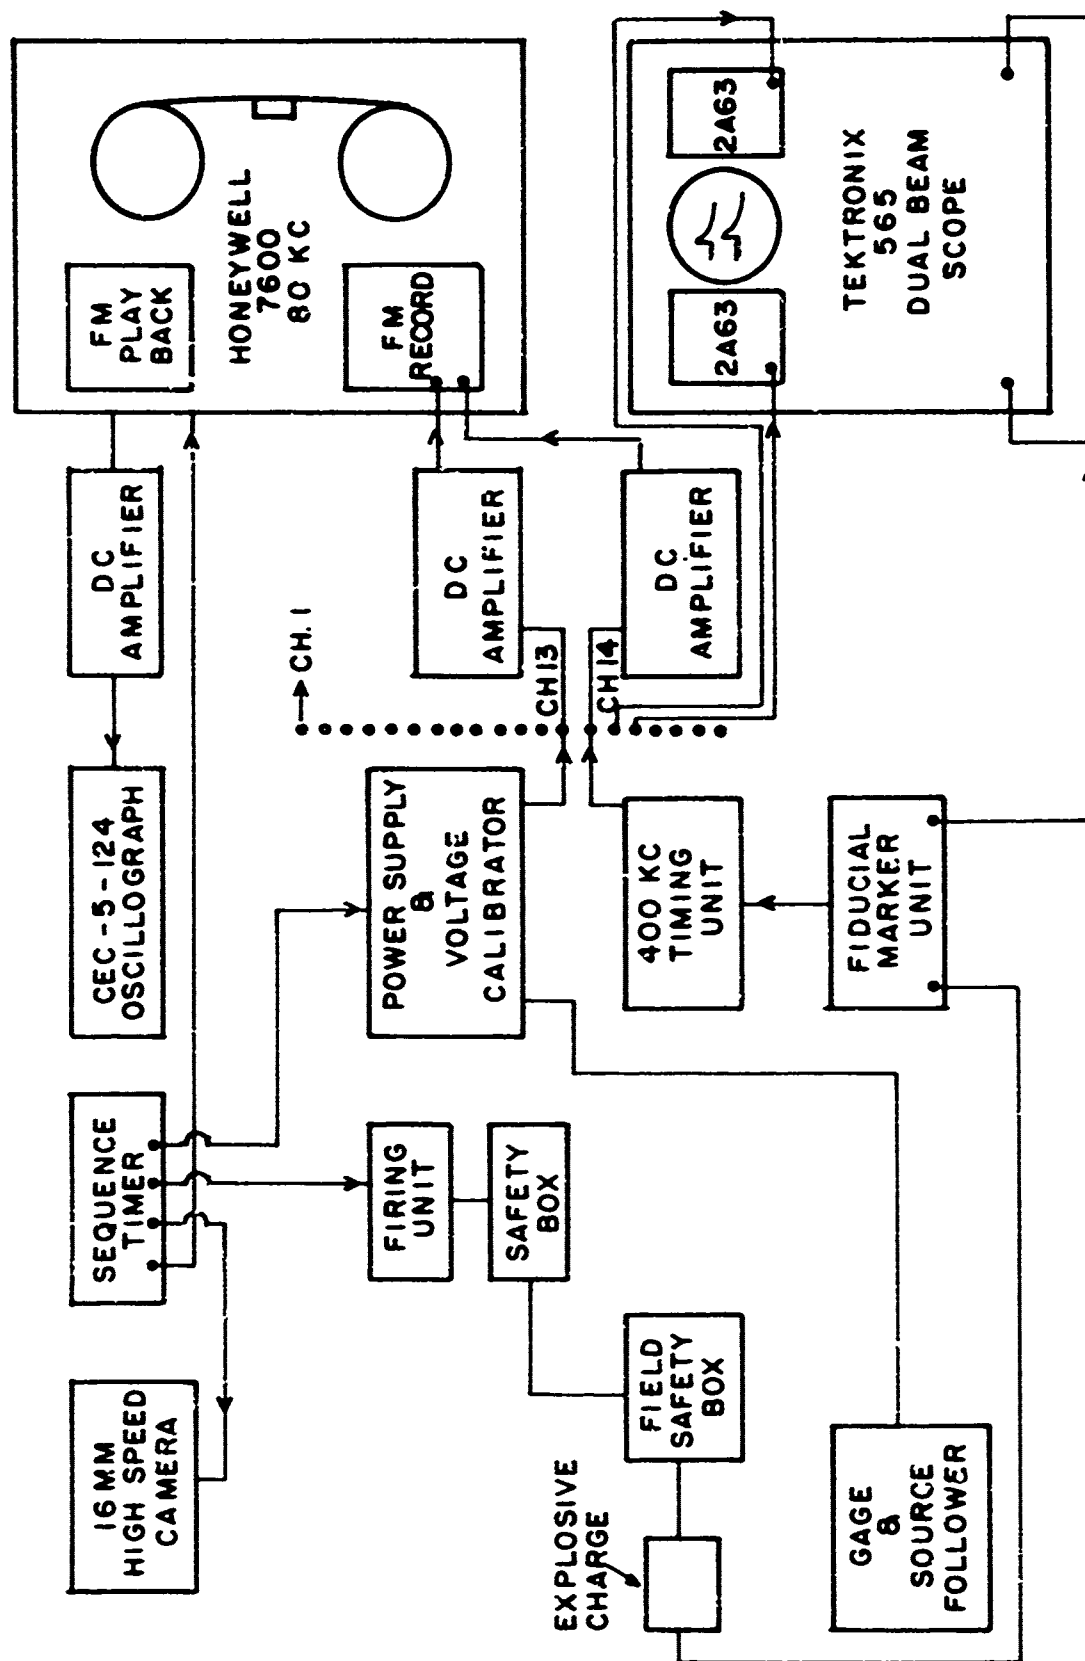 16MM
HIGH SPEED
CAMERA
SEQUENCE
TIMER
CEC-5-124
OSCILLOGRAPH
DC
AMPLIFIER
FM
PLAY
BACK
HONEYWELL
7600
80 KC
FM
RECORD
FIRING
UNIT
SAFETY
BOX
POWER SUPPLY
&
VOLTAGE
CALIBRATOR
CH. 1
CH13
CH14
DC
AMPLIFIER
DC
AMPLIFIER
EXPLOSIVE
CHARGE
FIELD
SAFETY
BOX
400 KC
TIMING
UNIT
2A63
2A63
TEKTRONIX
565
DUAL BEAM
SCOPE
GAGE
&
SOURCE
FOLLOWER
FIDUCIAL
MARKER
UNIT